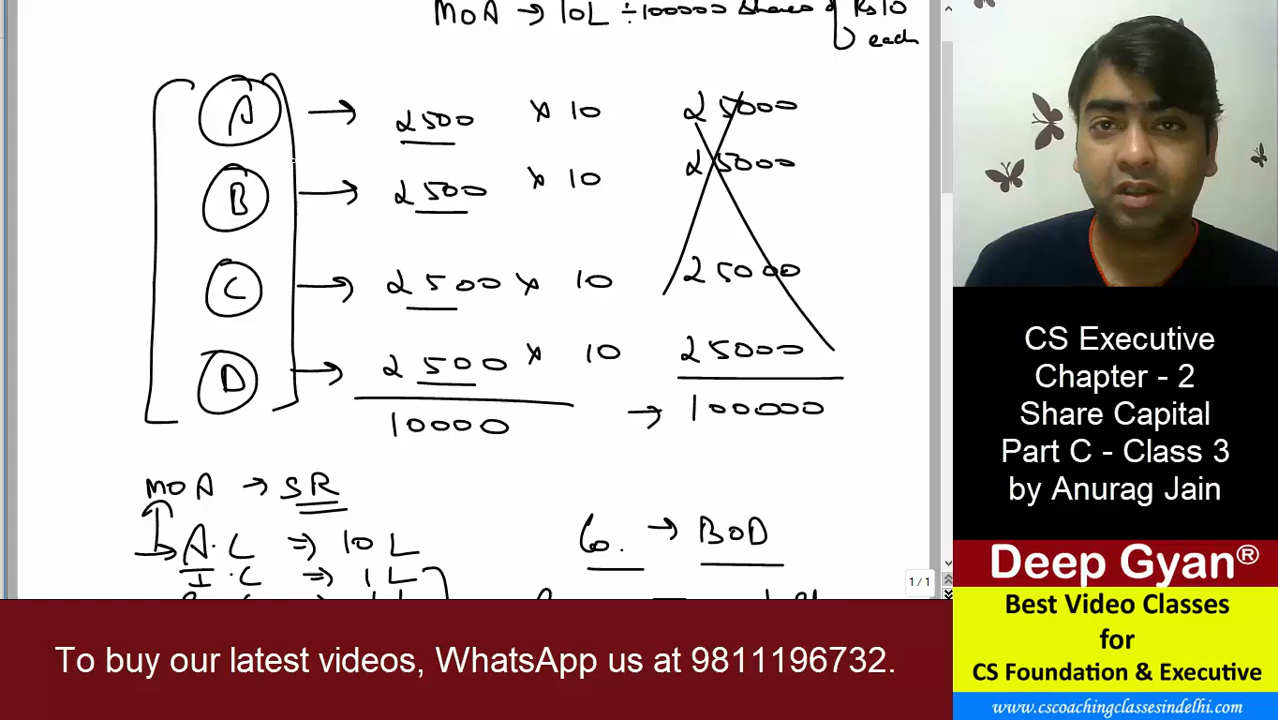 MOA → 10L ÷ 100000 shares of Rs 10
each
A → 2500 × 10 25000
B → 2500 × 10 25000
C → 2500 × 10 25000
D → 2500 × 10 25000
10000 → 100000
MOA → SR
A.C ⇒ 10 L
I.C ⇒ 1 L
Co. → BOD
1/1
CS Executive
Chapter - 2
Share Capital
Part C - Class 3
by Anurag Jain
Deep Gyan®
Best Video Classes
for
CS Foundation & Executive
www.cscoachingclassesindelhi.com
To buy our latest videos, WhatsApp us at 9811196732.